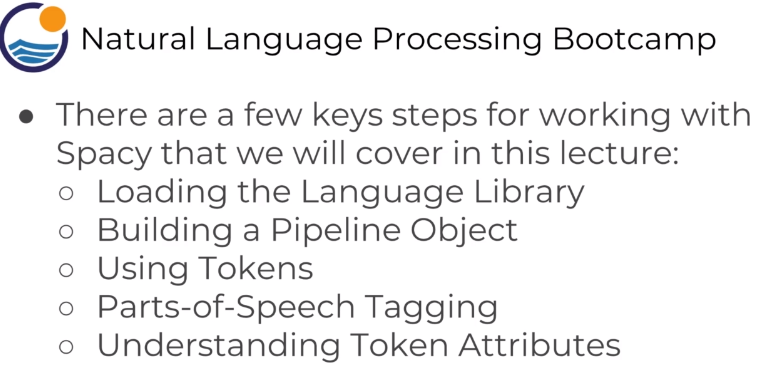 Natural Language Processing Bootcamp
● There are a few keys steps for working with
Spacy that we will cover in this lecture:
○ Loading the Language Library
○ Building a Pipeline Object
○ Using Tokens
○ Parts-of-Speech Tagging
○ Understanding Token Attributes